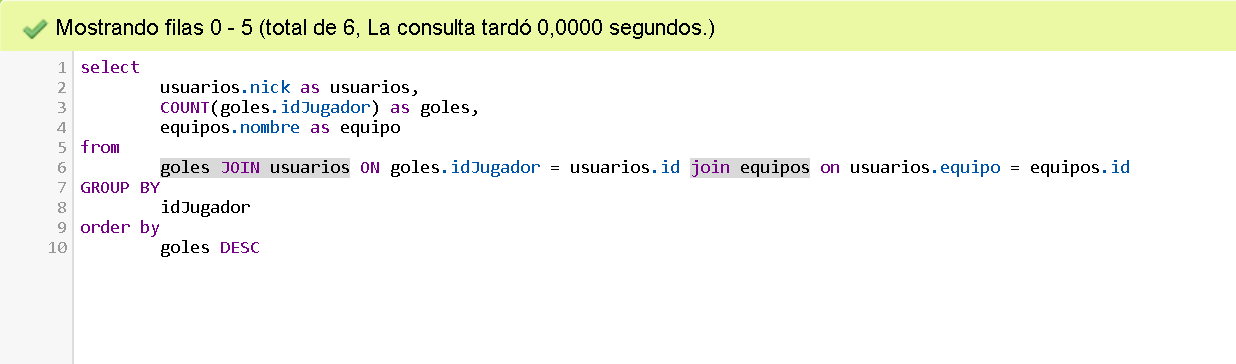 Mostrando filas 0 - 5 (total de 6, La consulta tardó 0,0000 segundos.)
1 select
2 usuarios.nick as usuarios,
3 COUNT(goles.idJugador) as goles,
4 equipos.nombre as equipo
5 from
6 goles JOIN usuarios ON goles.idJugador = usuarios.id join equipos on usuarios.equipo = equipos.id
7 GROUP BY
8 idJugador
9 order by
10 goles DESC